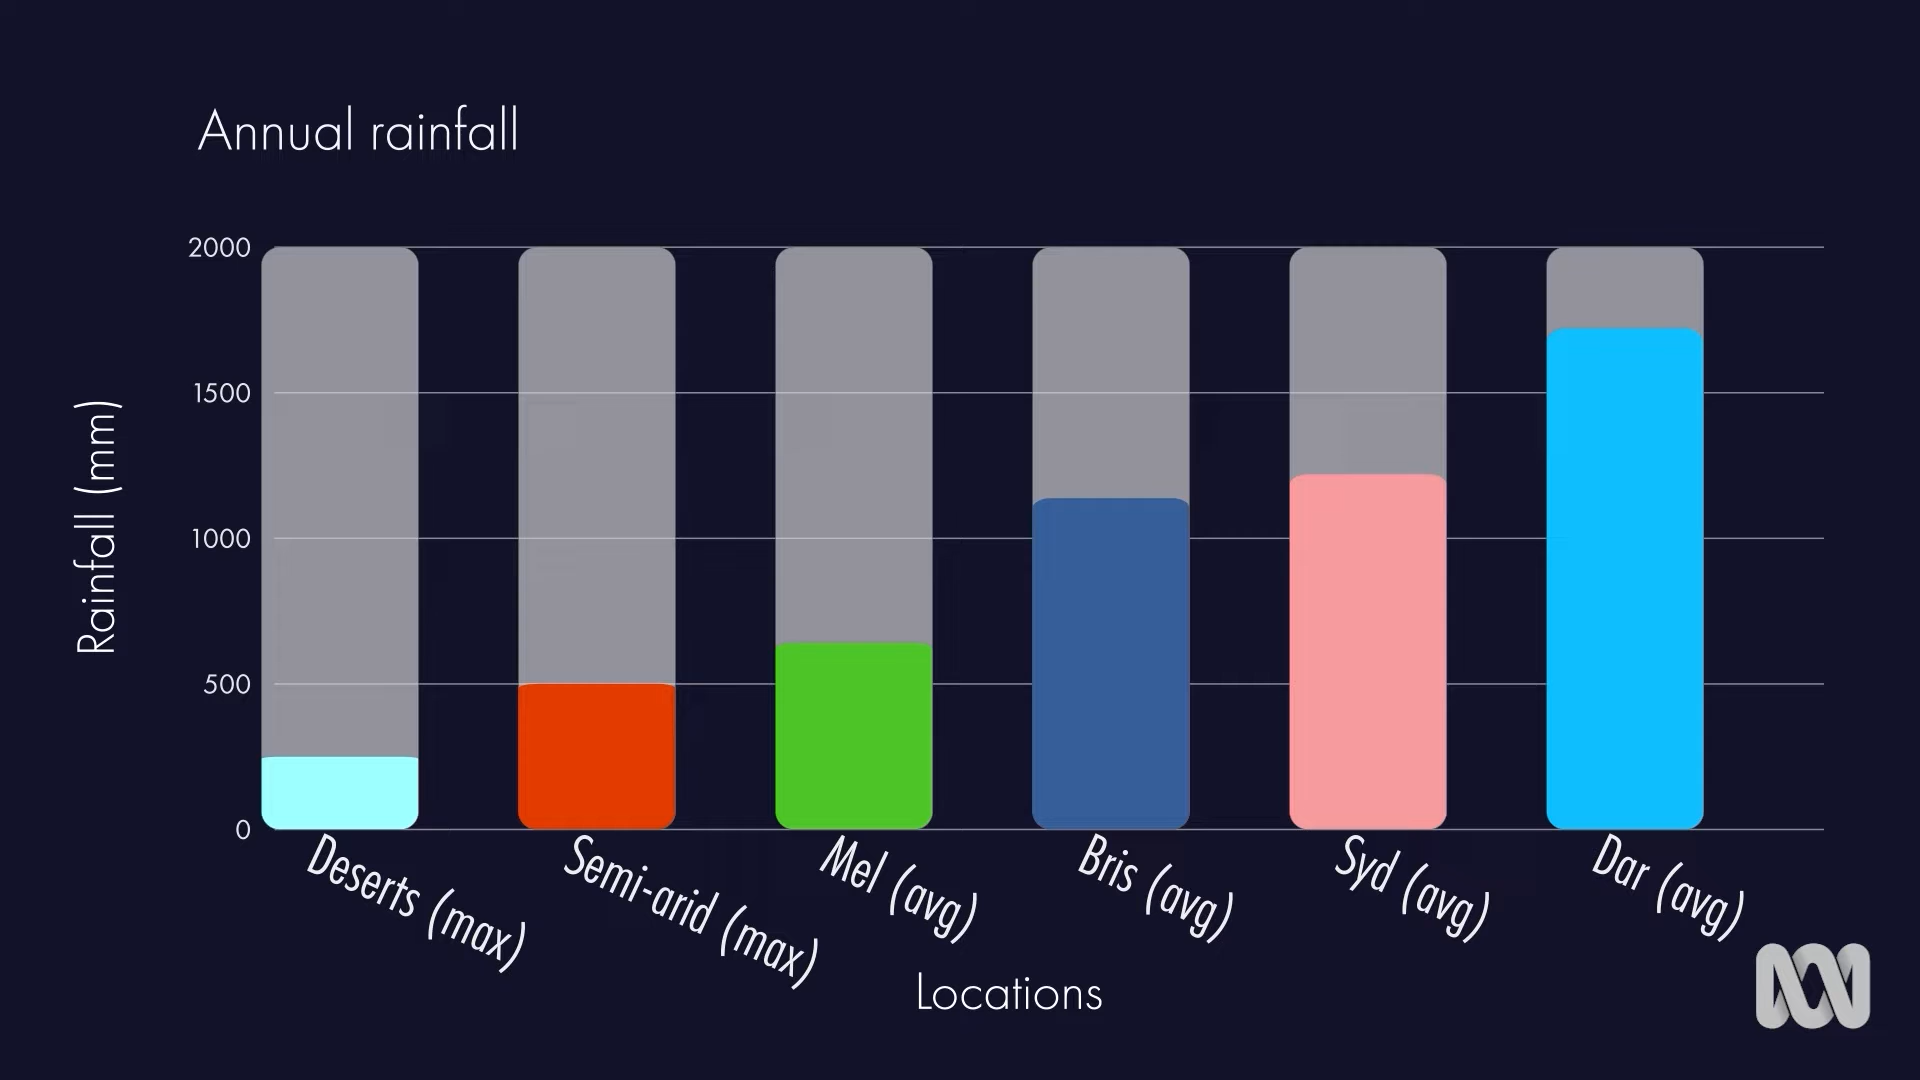 Annual rainfall
2000
1500
1000
500
0
Rainfall (mm)
Deserts (max)
Semi-arid (max)
Mel (avg)
Bris (avg)
Syd (avg)
Dar (avg)
Locations